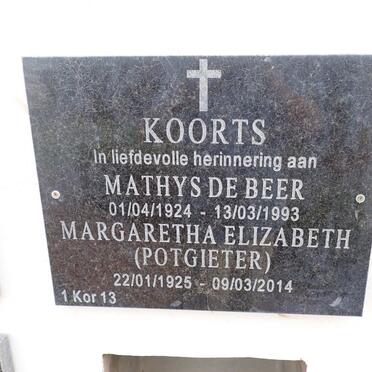 KOORTS
In liefdevolle herinnering aan
MATHYS DE BEER
01/04/1924 - 13/03/1993
MARGARETHA ELIZABETH
(POTGIETER)
22/01/1925 - 09/03/2014
1 Kor 13